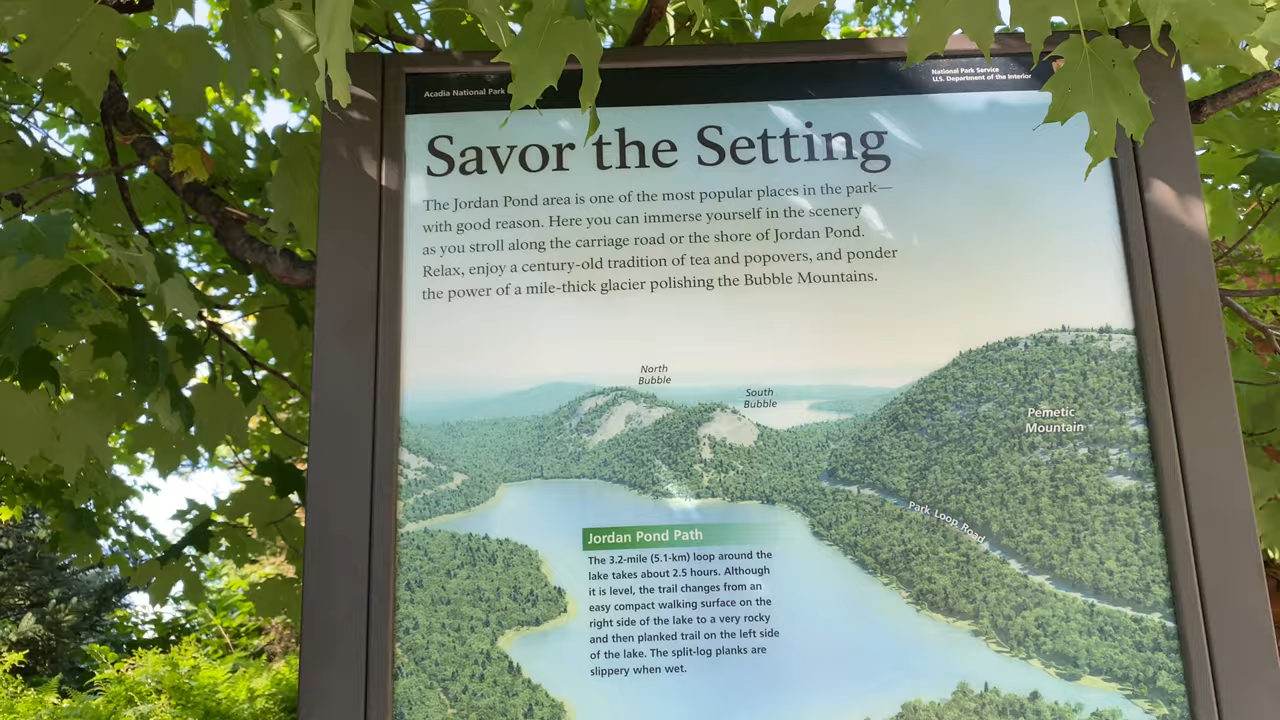 Acadia National Park
National Park Service
U.S. Department of the Interior
Savor the Setting
The Jordan Pond area is one of the most popular places in the park—
with good reason. Here you can immerse yourself in the scenery
as you stroll along the carriage road or the shore of Jordan Pond.
Relax, enjoy a century-old tradition of tea and popovers, and ponder
the power of a mile-thick glacier polishing the Bubble Mountains.
North
Bubble
South
Bubble
Pemetic
Mountain
Park Loop Road
Jordan Pond Path
The 3.2-mile (5.1-km) loop around the
lake takes about 2.5 hours. Although
it is level, the trail changes from an
easy compact walking surface on the
right side of the lake to a very rocky
and then planked trail on the left side
of the lake. The split-log planks are
slippery when wet.